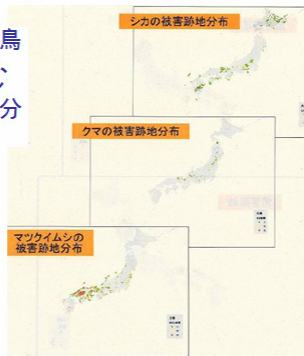 鳥
、
分
シカの被害跡地分布
クマの被害跡地分布
マツケイムシの
被害跡地分布